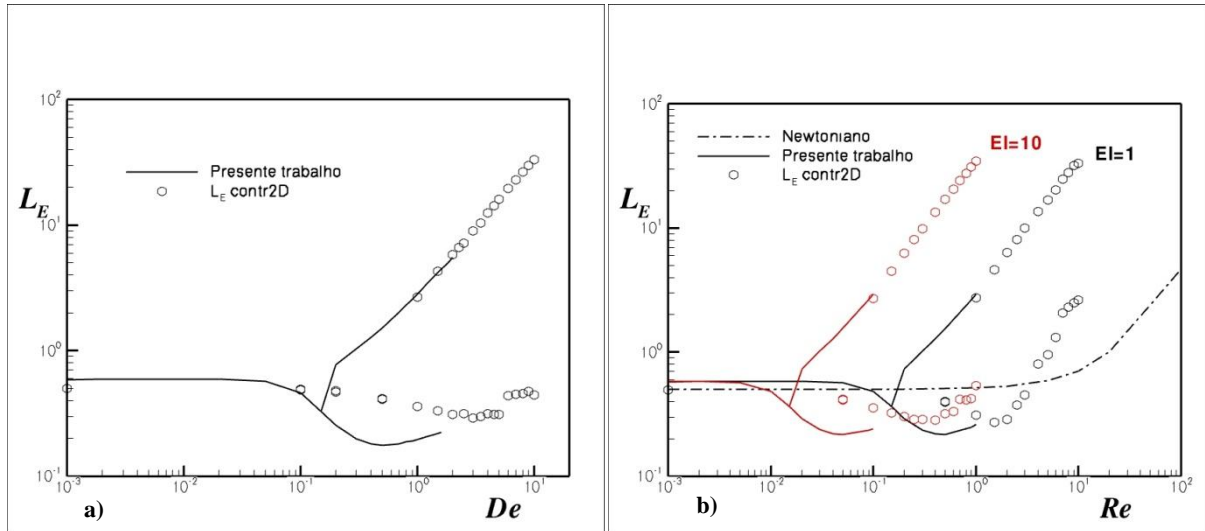 10²
Presente trabalho
L_E contr2D
L_E
10¹
10⁰
10⁻¹
10⁻³
10⁻²
10⁻¹
10⁰
10¹
a)
De
10²
Newtoniano
Presente trabalho
L_E contr2D
El=10
El=1
L_E
10¹
10⁰
10⁻¹
10⁻³
10⁻²
10⁻¹
10⁰
10¹
10²
b)
Re